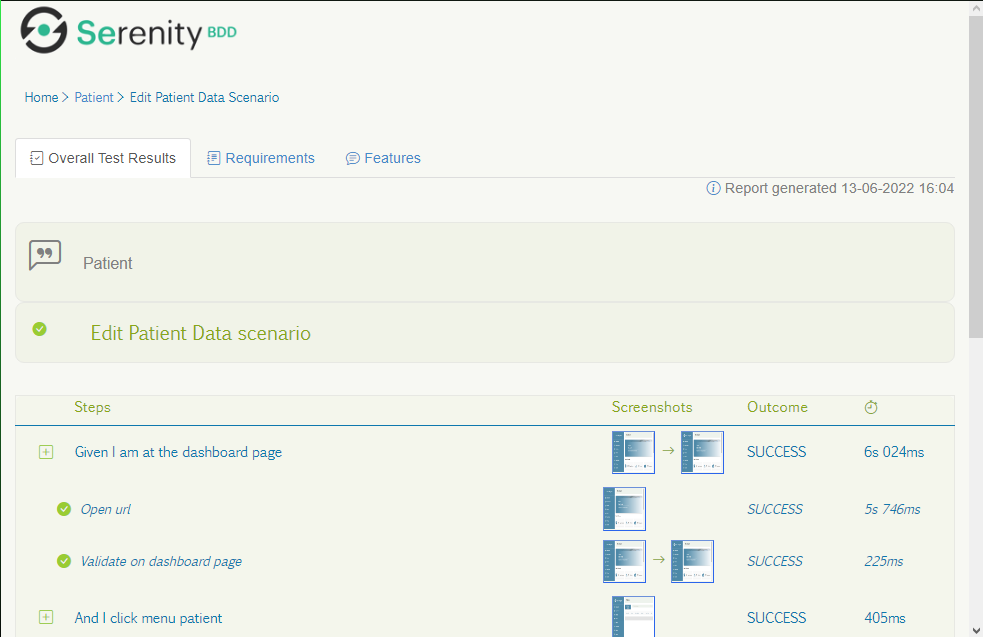 Serenity BDD
Home > Patient > Edit Patient Data Scenario
Overall Test Results Requirements Features
Report generated 13-06-2022 16:04
Patient
Edit Patient Data scenario
Steps Screenshots Outcome
Given I am at the dashboard page → SUCCESS 6s 024ms
Open url SUCCESS 5s 746ms
Validate on dashboard page → SUCCESS 225ms
And I click menu patient SUCCESS 405ms